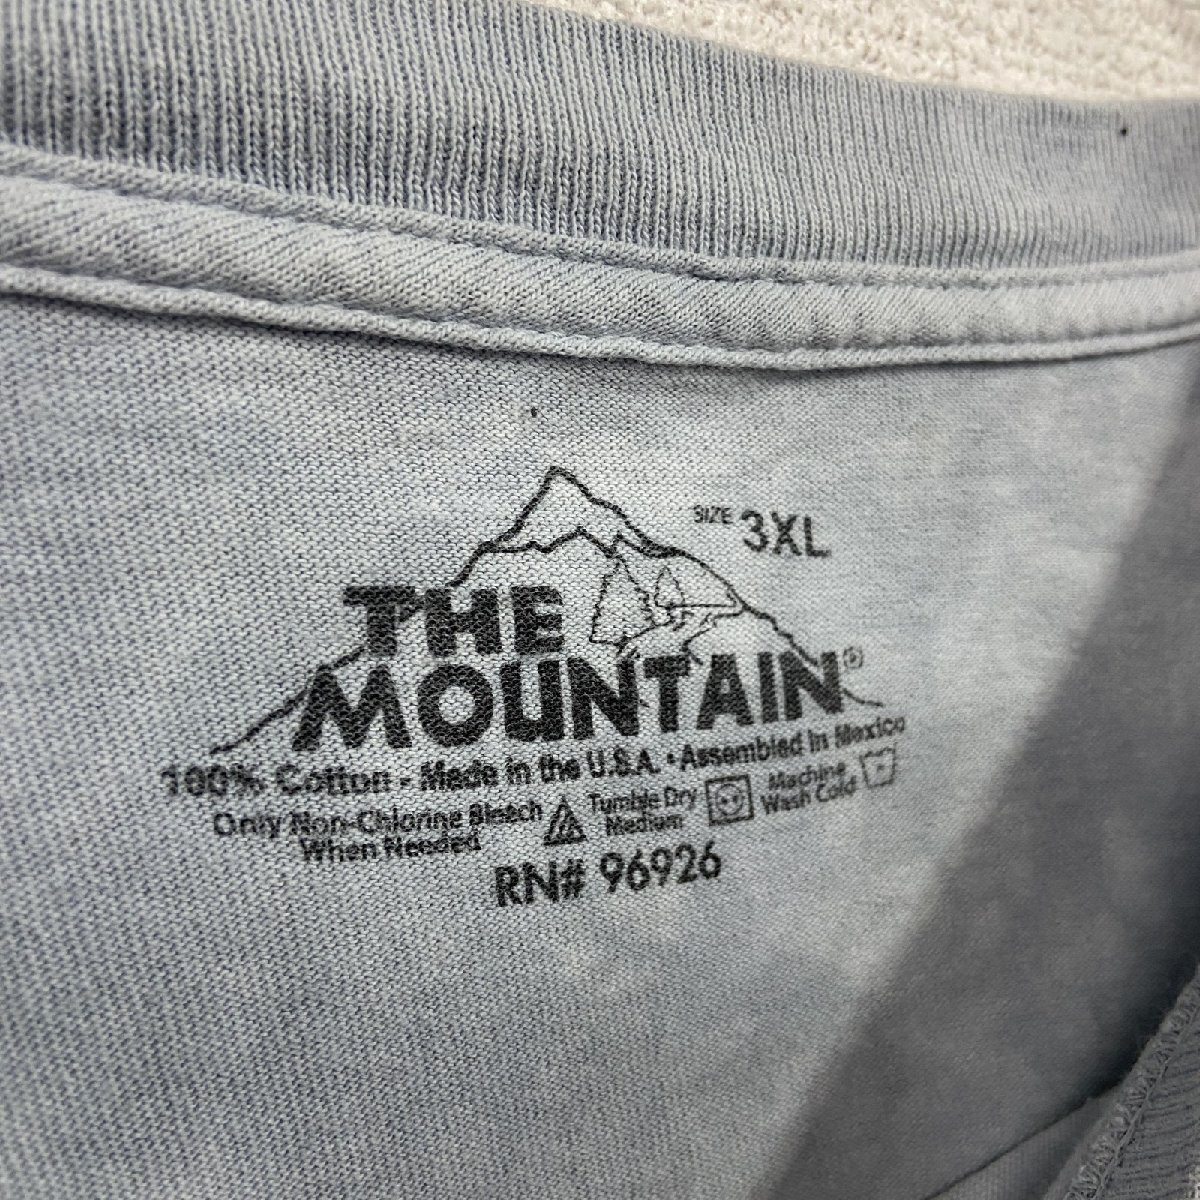 SIZE 3XL
THE
MOUNTAIN®
100% Cotton - Made in the U.S.A. • Assembled in Mexico
Only Non-Chlorine Bleach When Needed
Tumble Dry Medium
Machine Wash Cold
RN# 96926